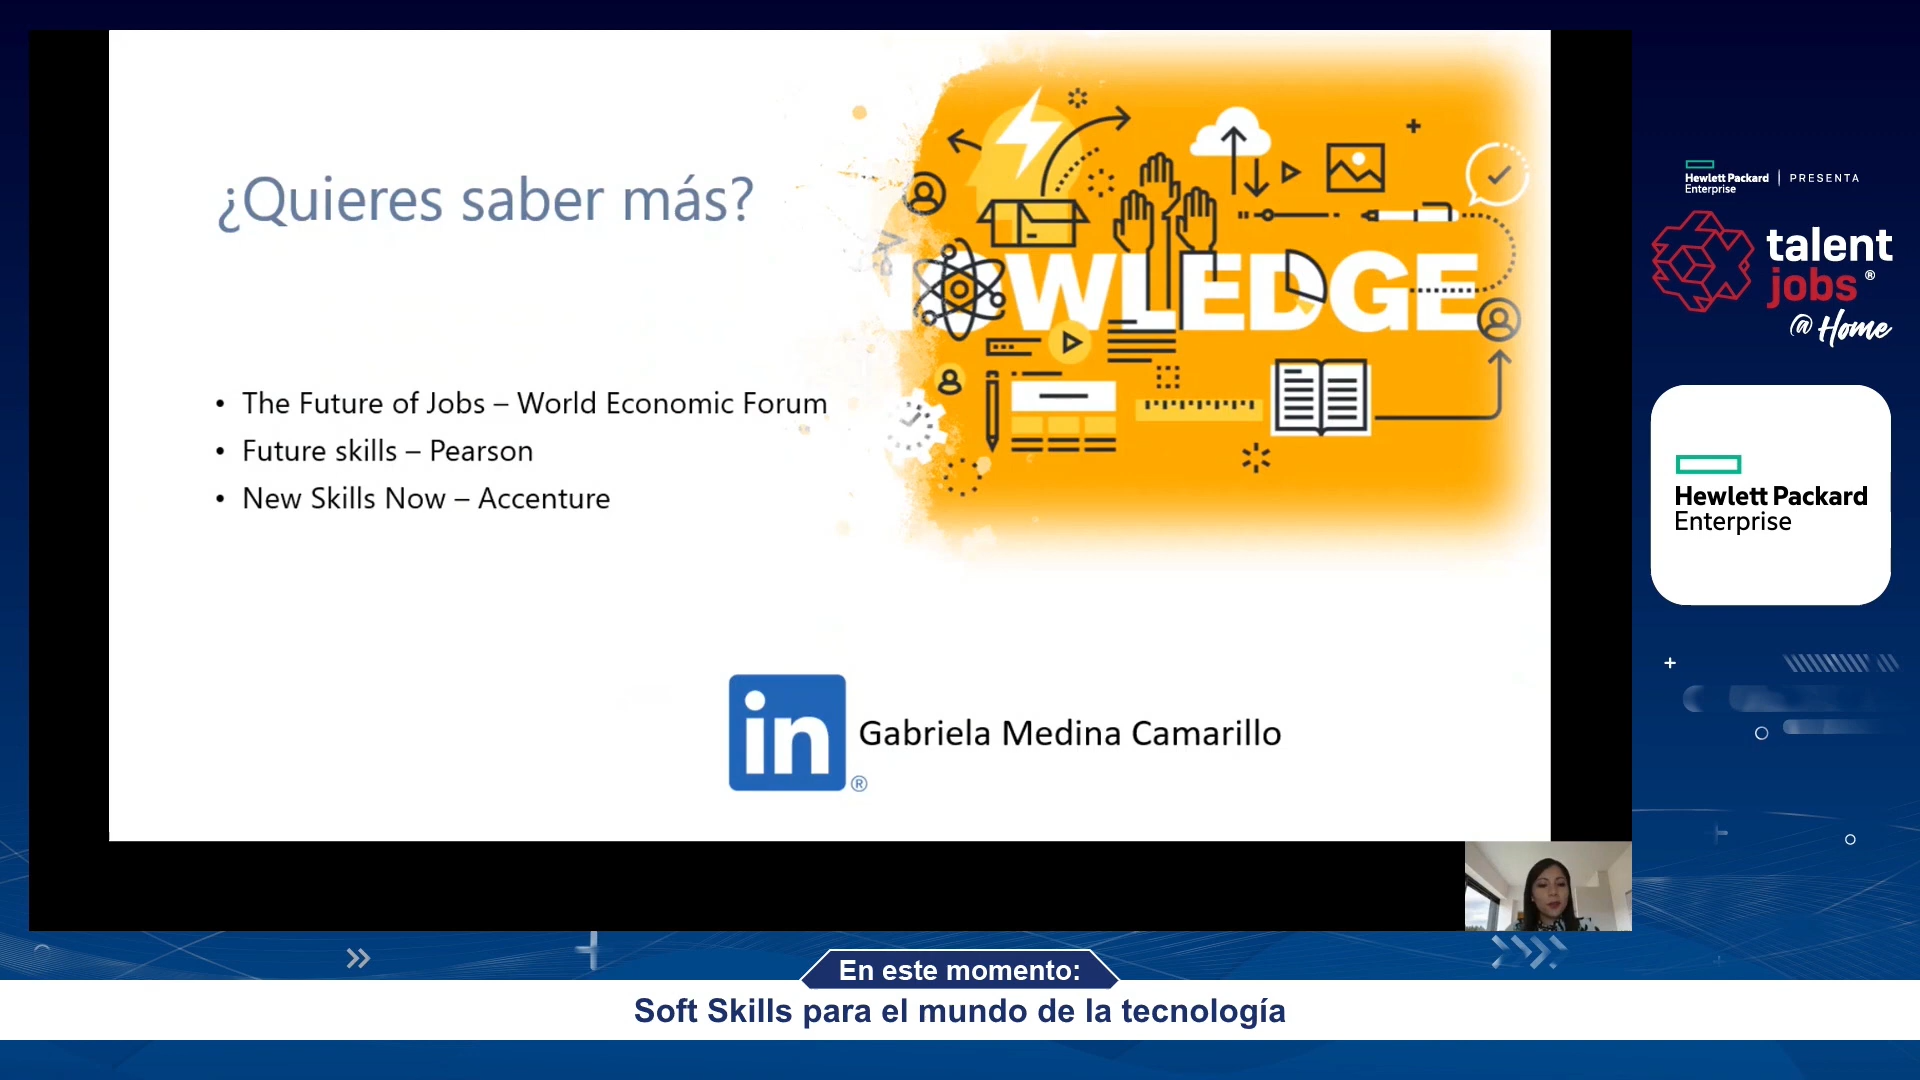 ¿Quieres saber más?
NOWLEDGE
• The Future of Jobs – World Economic Forum
• Future skills – Pearson
• New Skills Now – Accenture
in®
Gabriela Medina Camarillo
Hewlett Packard
Enterprise
PRESENTA
talent
jobs®
@Home
Hewlett Packard
Enterprise
En este momento:
Soft Skills para el mundo de la tecnología